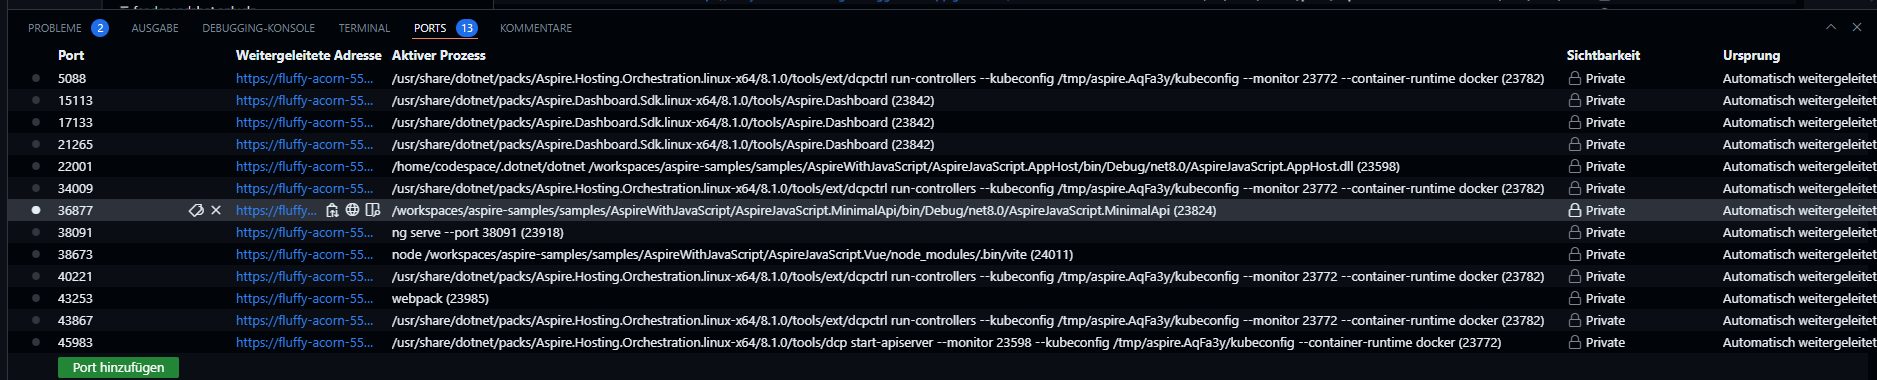 PROBLEME 2 AUSGABE DEBUGGING-KONSOLE TERMINAL PORTS 13 KOMMENTARE
Port Weitergeleitete Adresse Aktiver Prozess Sichtbarkeit Ursprung
5088 https://fluffy-acorn-55... /usr/share/dotnet/packs/Aspire.Hosting.Orchestration.linux-x64/8.1.0/tools/ext/dcpctrl run-controllers --kubeconfig /tmp/aspire.AqFa3y/kubeconfig --monitor 23772 --container-runtime docker (23782) Private Automatisch weitergeleitet
15113 https://fluffy-acorn-55... /usr/share/dotnet/packs/Aspire.Dashboard.Sdk.linux-x64/8.1.0/tools/Aspire.Dashboard (23842) Private Automatisch weitergeleitet
17133 https://fluffy-acorn-55... /usr/share/dotnet/packs/Aspire.Dashboard.Sdk.linux-x64/8.1.0/tools/Aspire.Dashboard (23842) Private Automatisch weitergeleitet
21265 https://fluffy-acorn-55... /usr/share/dotnet/packs/Aspire.Dashboard.Sdk.linux-x64/8.1.0/tools/Aspire.Dashboard (23842) Private Automatisch weitergeleitet
22001 https://fluffy-acorn-55... /home/codespace/.dotnet/dotnet /workspaces/aspire-samples/samples/AspireWithJavaScript/AspireJavaScript.AppHost/bin/Debug/net8.0/AspireJavaScript.AppHost.dll (23598) Private Automatisch weitergeleitet
34009 https://fluffy-acorn-55... /usr/share/dotnet/packs/Aspire.Hosting.Orchestration.linux-x64/8.1.0/tools/ext/dcpctrl run-controllers --kubeconfig /tmp/aspire.AqFa3y/kubeconfig --monitor 23772 --container-runtime docker (23782) Private Automatisch weitergeleitet
36877 https://fluffy... /workspaces/aspire-samples/samples/AspireWithJavaScript/AspireJavaScript.MinimalApi/bin/Debug/net8.0/AspireJavaScript.MinimalApi (23824) Private Automatisch weitergeleitet
38091 https://fluffy-acorn-55... ng serve --port 38091 (23918) Private Automatisch weitergeleitet
38673 https://fluffy-acorn-55... node /workspaces/aspire-samples/samples/AspireWithJavaScript/AspireJavaScript.Vue/node_modules/.bin/vite (24011) Private Automatisch weitergeleitet
40221 https://fluffy-acorn-55... /usr/share/dotnet/packs/Aspire.Hosting.Orchestration.linux-x64/8.1.0/tools/ext/dcpctrl run-controllers --kubeconfig /tmp/aspire.AqFa3y/kubeconfig --monitor 23772 --container-runtime docker (23782) Private Automatisch weitergeleitet
43253 https://fluffy-acorn-55... webpack (23985) Private Automatisch weitergeleitet
43867 https://fluffy-acorn-55... /usr/share/dotnet/packs/Aspire.Hosting.Orchestration.linux-x64/8.1.0/tools/ext/dcpctrl run-controllers --kubeconfig /tmp/aspire.AqFa3y/kubeconfig --monitor 23772 --container-runtime docker (23782) Private Automatisch weitergeleitet
45983 https://fluffy-acorn-55... /usr/share/dotnet/packs/Aspire.Hosting.Orchestration.linux-x64/8.1.0/tools/dcp start-apiserver --monitor 23598 --kubeconfig /tmp/aspire.AqFa3y/kubeconfig --container-runtime docker (23772) Private Automatisch weitergeleitet
Port hinzufügen